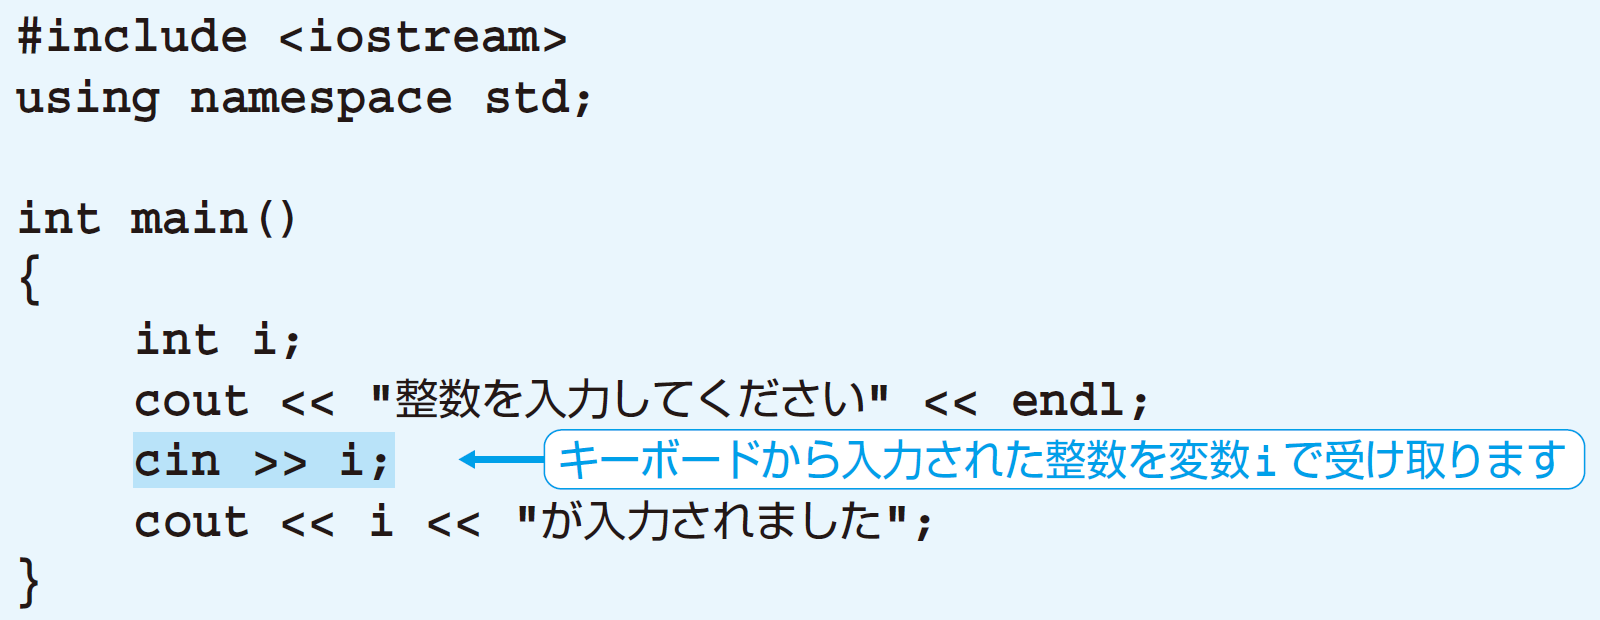 #include <iostream>
using namespace std;
int main()
{
int i;
cout << "整数を入力してください" << endl;
cin >> i;
キーボードから入力された整数を変数iで受け取ります
cout << i << "が入力されました";
}